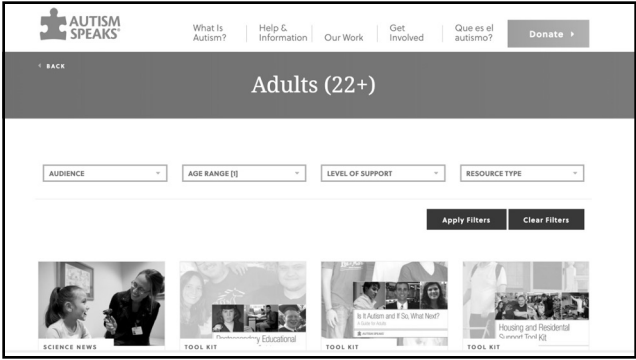 AUTISM
SPEAKS
What Is
Autism?
Help &
Information
Our Work
Get
Involved
Que es el
autismo?
Donate
BACK
Adults (22+)
AUDIENCE
AGE RANGE [1]
LEVEL OF SUPPORT
RESOURCE TYPE
Apply Filters
Clear Filters
Educational
Is It Autism and If So, What Next?
Housing and Residential
Support Tool Kit
SCIENCE NEWS
TOOL KIT
TOOL KIT
TOOL KIT